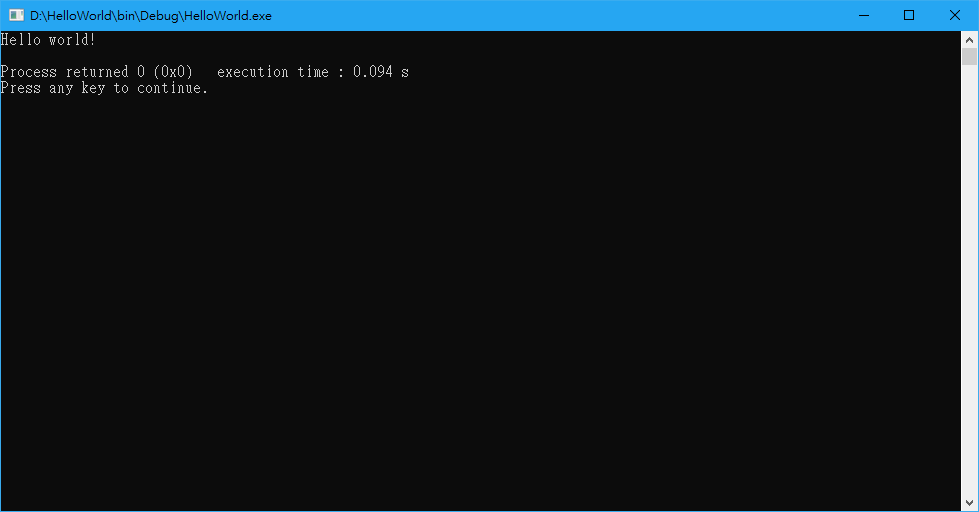 D:\HelloWorld\bin\Debug\HelloWorld.exe
Hello world!
Process returned 0 (0x0)   execution time : 0.094 s
Press any key to continue.